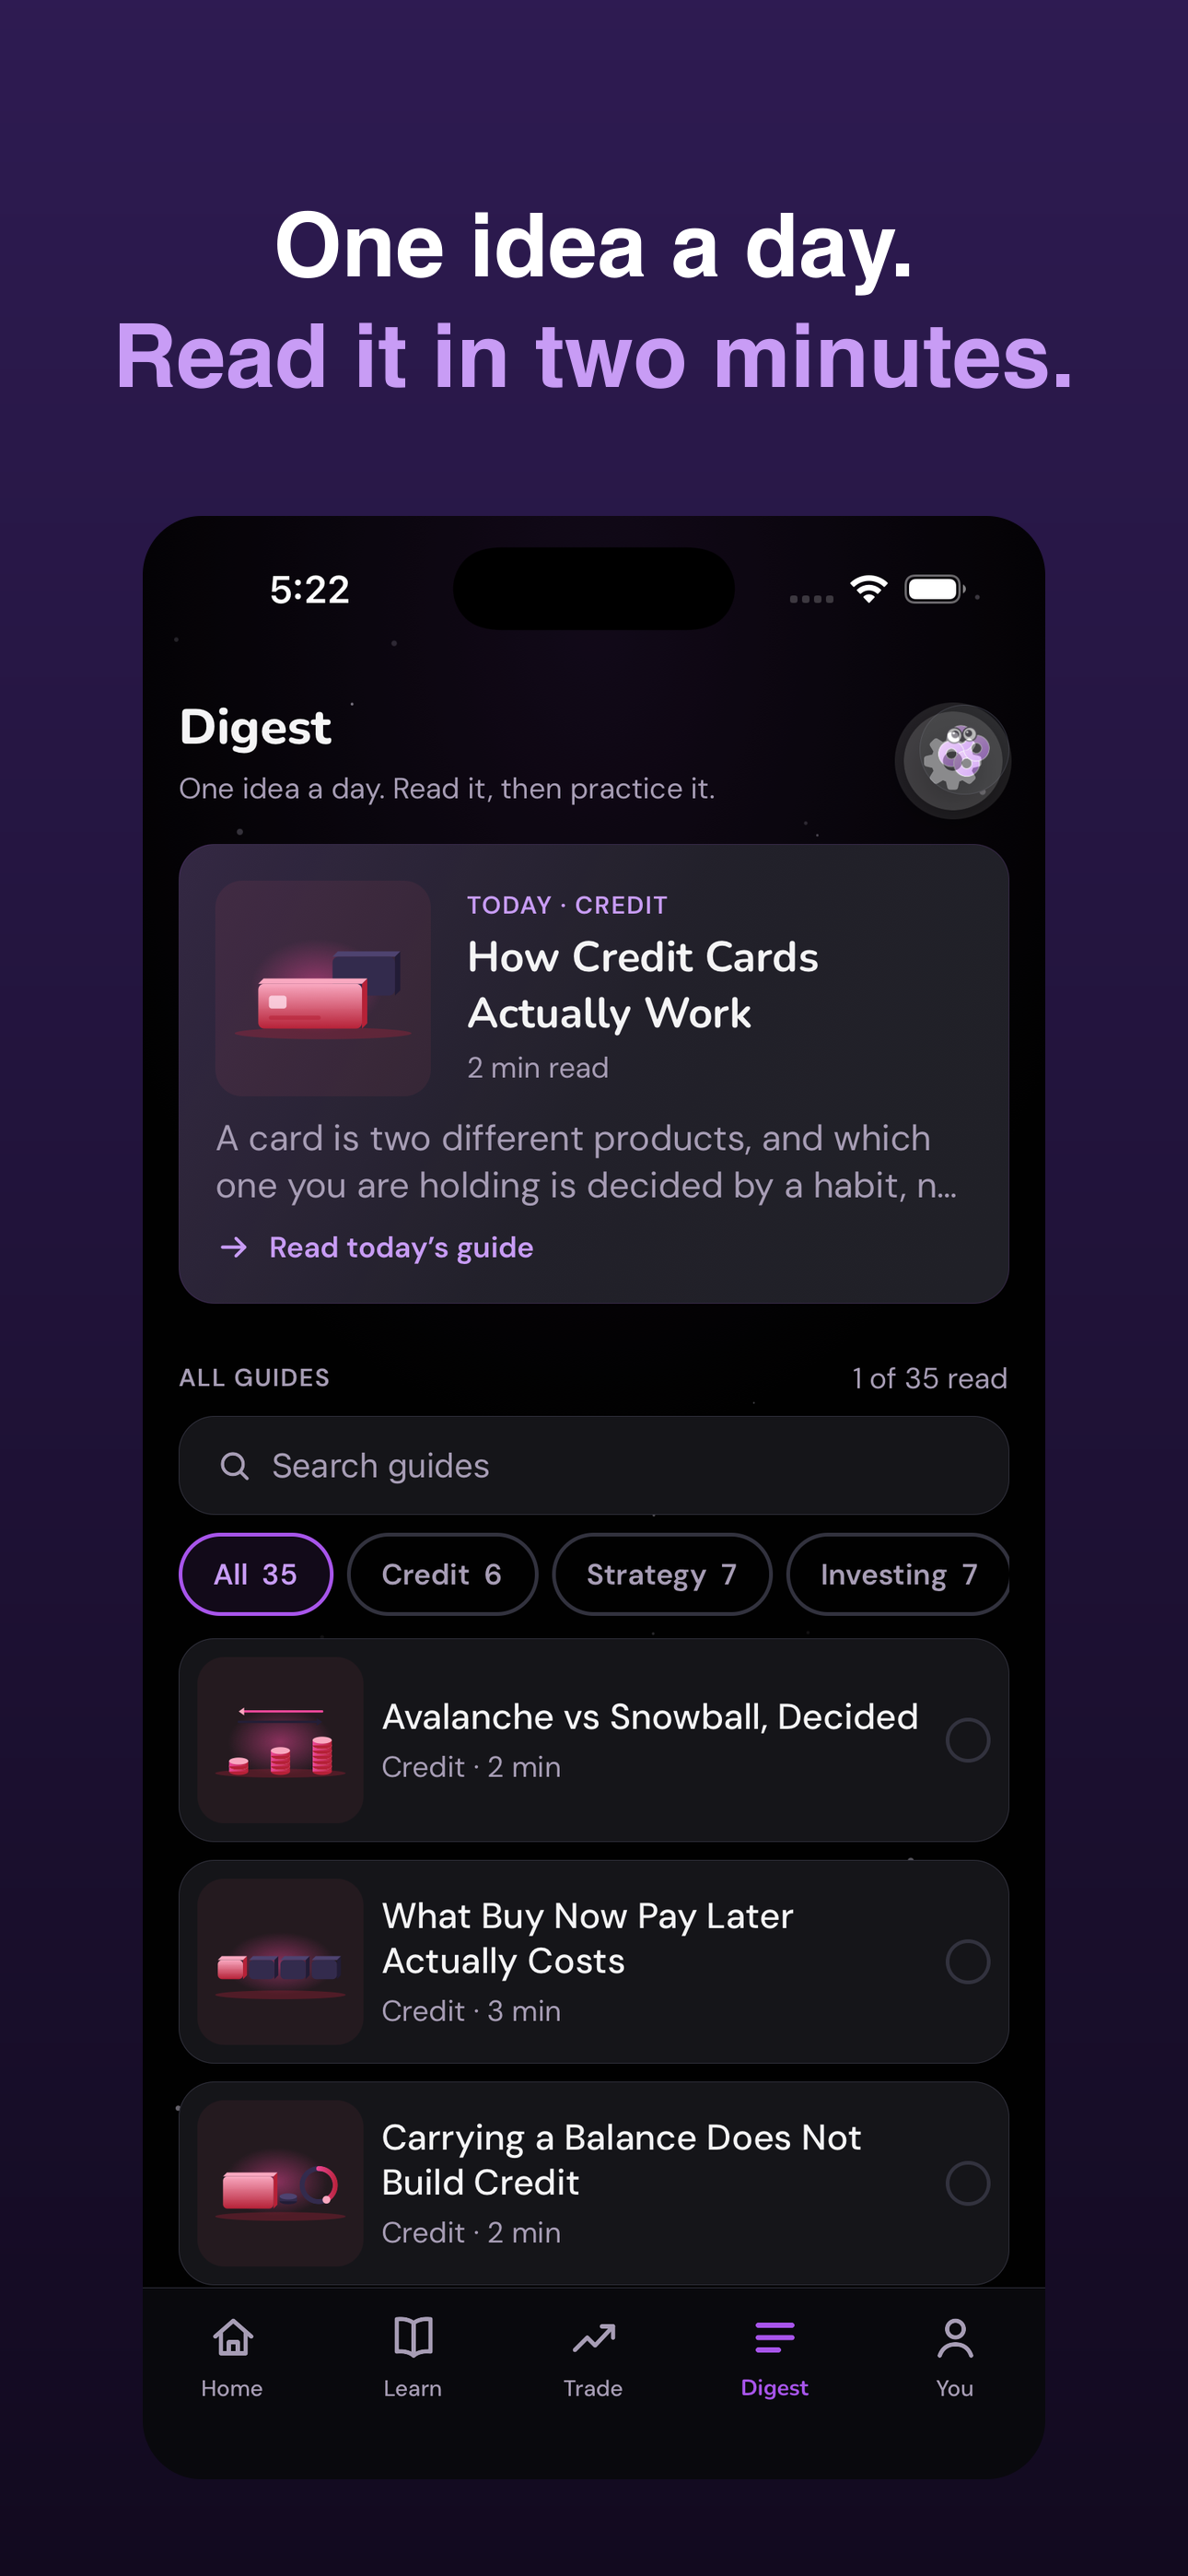 One idea a day.
Read it in two minutes.
5:22
Digest
One idea a day. Read it, then practice it.
TODAY · CREDIT
How Credit Cards
Actually Work
2 min read
A card is two different products, and which
one you are holding is decided by a habit, n...
→ Read today’s guide
ALL GUIDES
1 of 35 read
Search guides
All 35
Credit 6
Strategy 7
Investing 7
Avalanche vs Snowball, Decided
Credit · 2 min
What Buy Now Pay Later
Actually Costs
Credit · 3 min
Carrying a Balance Does Not
Build Credit
Credit · 2 min
Home
Learn
Trade
Digest
You